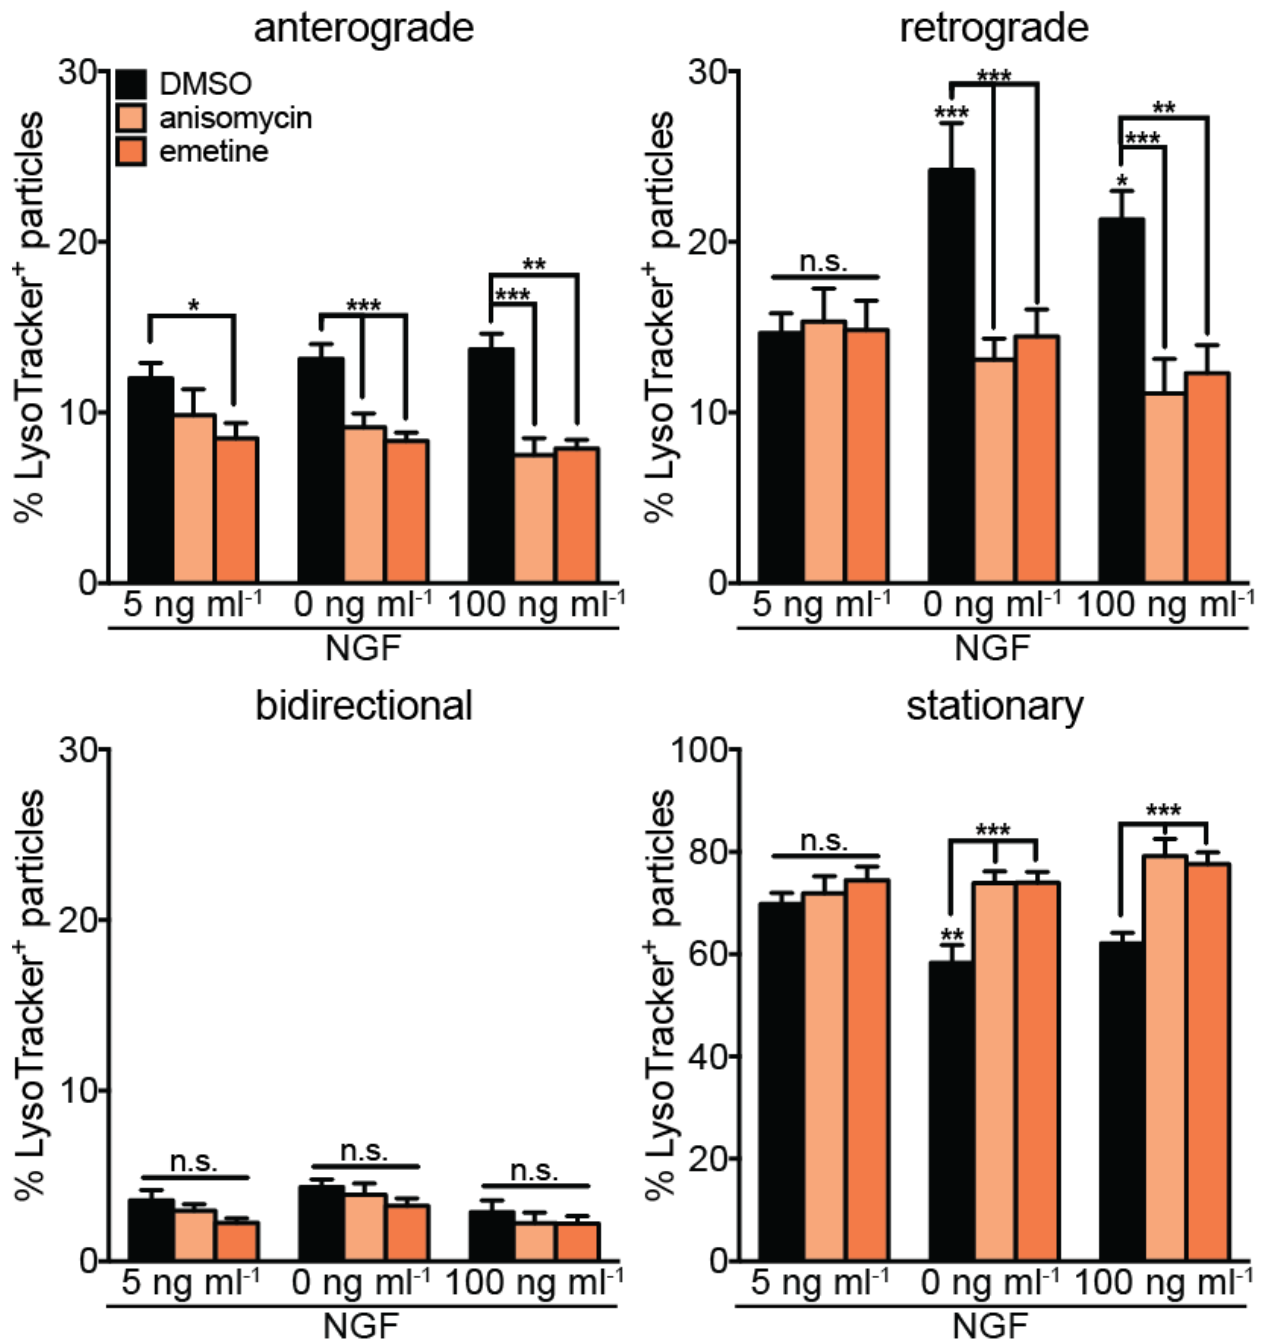 anterograde
% LysoTracker⁺ particles
30
20
10
0
DMSO
anisomycin
emetine
*
***
***
**
5 ng ml⁻¹ 0 ng ml⁻¹ 100 ng ml⁻¹
NGF
retrograde
% LysoTracker⁺ particles
30
20
10
0
n.s.
***
***
**
***
*
5 ng ml⁻¹ 0 ng ml⁻¹ 100 ng ml⁻¹
NGF
bidirectional
% LysoTracker⁺ particles
30
20
10
0
n.s.
n.s.
n.s.
5 ng ml⁻¹ 0 ng ml⁻¹ 100 ng ml⁻¹
NGF
stationary
% LysoTracker⁺ particles
100
80
60
40
20
0
n.s.
***
**
***
5 ng ml⁻¹ 0 ng ml⁻¹ 100 ng ml⁻¹
NGF